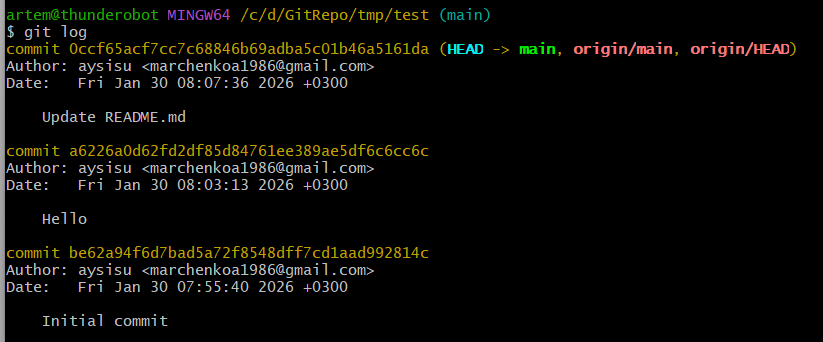 artem@thunderobot MINGW64 /c/d/GitRepo/tmp/test (main)
$ git log
commit 0ccf65acf7cc7c68846b69adba5c01b46a5161da (HEAD -> main, origin/main, origin/HEAD)
Author: aysisu <marchenkoa1986@gmail.com>
Date:   Fri Jan 30 08:07:36 2026 +0300
    Update README.md
commit a6226a0d62fd2df85d84761ee389ae5df6c6cc6c
Author: aysisu <marchenkoa1986@gmail.com>
Date:   Fri Jan 30 08:03:13 2026 +0300
    Hello
commit be62a94f6d7bad5a72f8548dff7cd1aad992814c
Author: aysisu <marchenkoa1986@gmail.com>
Date:   Fri Jan 30 07:55:40 2026 +0300
    Initial commit